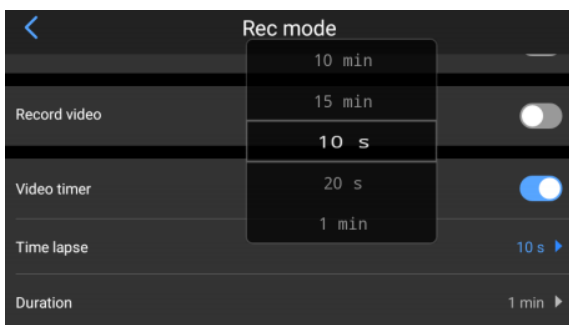 Rec mode
10 min
Record video
15 min
10 s
Video timer
20 s
1 min
Time lapse
10 s
Duration
1 min